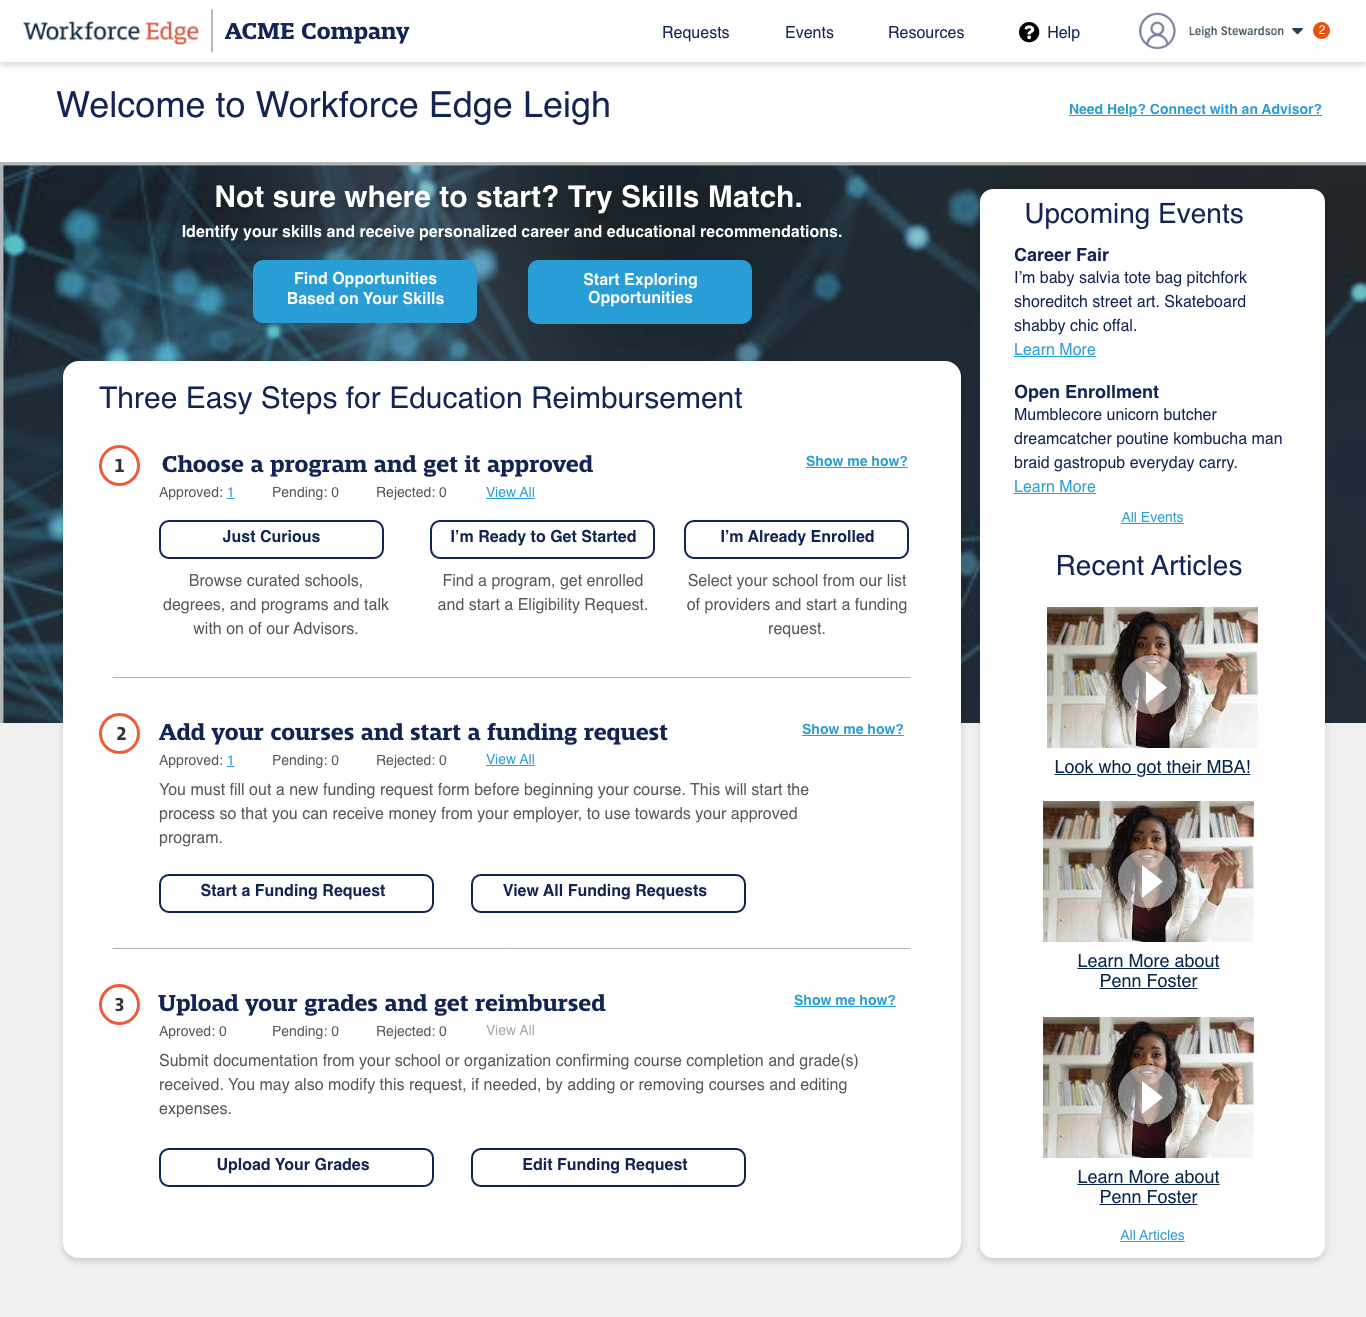 Workforce Edge
ACME Company
Requests
Events
Resources
Help
Leigh Stewardson
2
Welcome to Workforce Edge Leigh
Need Help? Connect with an Advisor?
Not sure where to start? Try Skills Match.
Identify your skills and receive personalized career and educational recommendations.
Find Opportunities
Based on Your Skills
Start Exploring
Opportunities
Three Easy Steps for Education Reimbursement
1
Choose a program and get it approved
Show me how?
Approved: 1
Pending: 0
Rejected: 0
View All
Just Curious
Browse curated schools,
degrees, and programs and talk
with on of our Advisors.
I'm Ready to Get Started
Find a program, get enrolled
and start a Eligibility Request.
I'm Already Enrolled
Select your school from our list
of providers and start a funding
request.
2
Add your courses and start a funding request
Show me how?
Approved: 1
Pending: 0
Rejected: 0
View All
You must fill out a new funding request form before beginning your course. This will start the
process so that you can receive money from your employer, to use towards your approved
program.
Start a Funding Request
View All Funding Requests
3
Upload your grades and get reimbursed
Show me how?
Aproved: 0
Pending: 0
Rejected: 0
View All
Submit documentation from your school or organization confirming course completion and grade(s)
received. You may also modify this request, if needed, by adding or removing courses and editing
expenses.
Upload Your Grades
Edit Funding Request
Upcoming Events
Career Fair
I'm baby salvia tote bag pitchfork
shoreditch street art. Skateboard
shabby chic offal.
Learn More
Open Enrollment
Mumblecore unicorn butcher
dreamcatcher poutine kombucha man
braid gastropub everyday carry.
Learn More
All Events
Recent Articles
Look who got their MBA!
Learn More about
Penn Foster
Learn More about
Penn Foster
All Articles